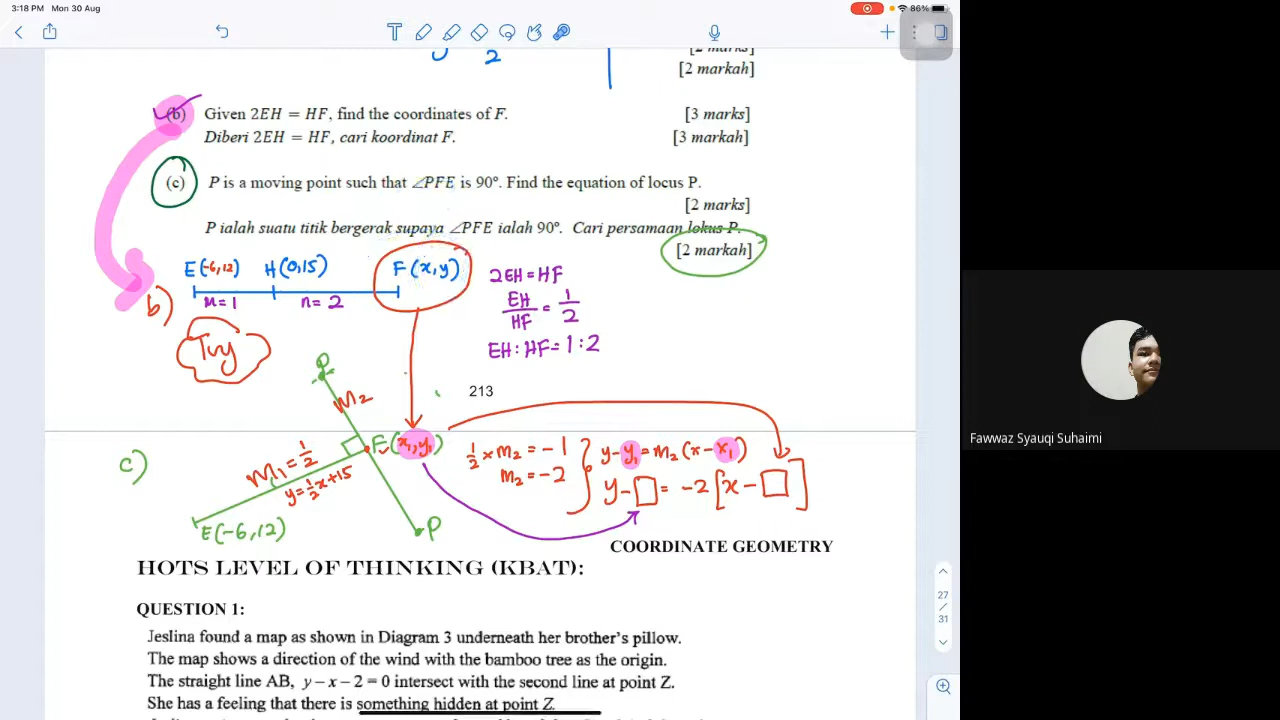 3:18 PM Mon 30 Aug
86%
y 2
[2 marks]
[2 markah]
(b) Given 2EH = HF, find the coordinates of F. [3 marks]
Diberi 2EH = HF, cari koordinat F. [3 markah]
(c) P is a moving point such that ∠PFE is 90°. Find the equation of locus P.
[2 marks]
P ialah suatu titik bergerak supaya ∠PFE ialah 90°. Cari persamaan lokus P.
[2 markah]
E(-6,12) H(0,15) F(x,y)
m=1 n=2
b)
Try
2EH = HF
EH/HF = 1/2
EH : HF = 1 : 2
213
c)
P
M2
F(x1,y1)
M1 = 1/2
y=1/2x+15
E(-6,12)
P
1/2 × M2 = -1
M2 = -2
y-y1=M2(x-x1)
y-□ = -2[x-□]
COORDINATE GEOMETRY
HOTS LEVEL OF THINKING (KBAT):
QUESTION 1:
Jeslina found a map as shown in Diagram 3 underneath her brother's pillow.
The map shows a direction of the wind with the bamboo tree as the origin.
The straight line AB, y – x – 2 = 0 intersect with the second line at point Z.
She has a feeling that there is something hidden at point Z.
27
/
31
Fawwaz Syauqi Suhaimi